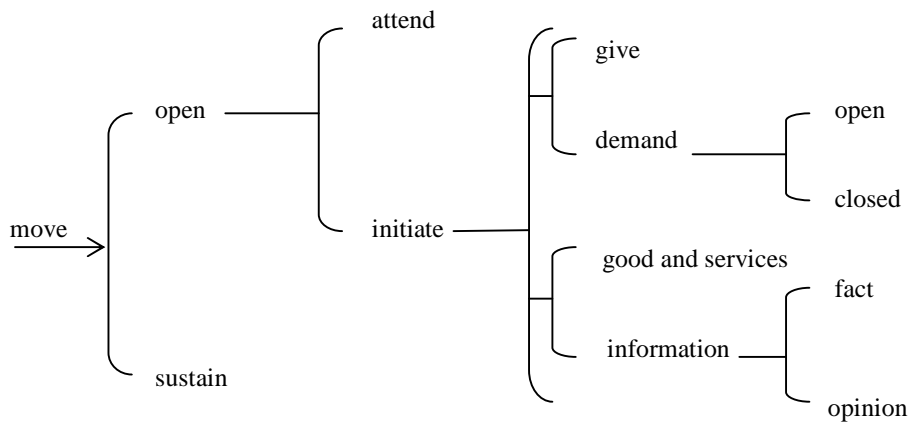 attend
give
open
open
demand
closed
move
initiate
good and services
fact
information
sustain
opinion